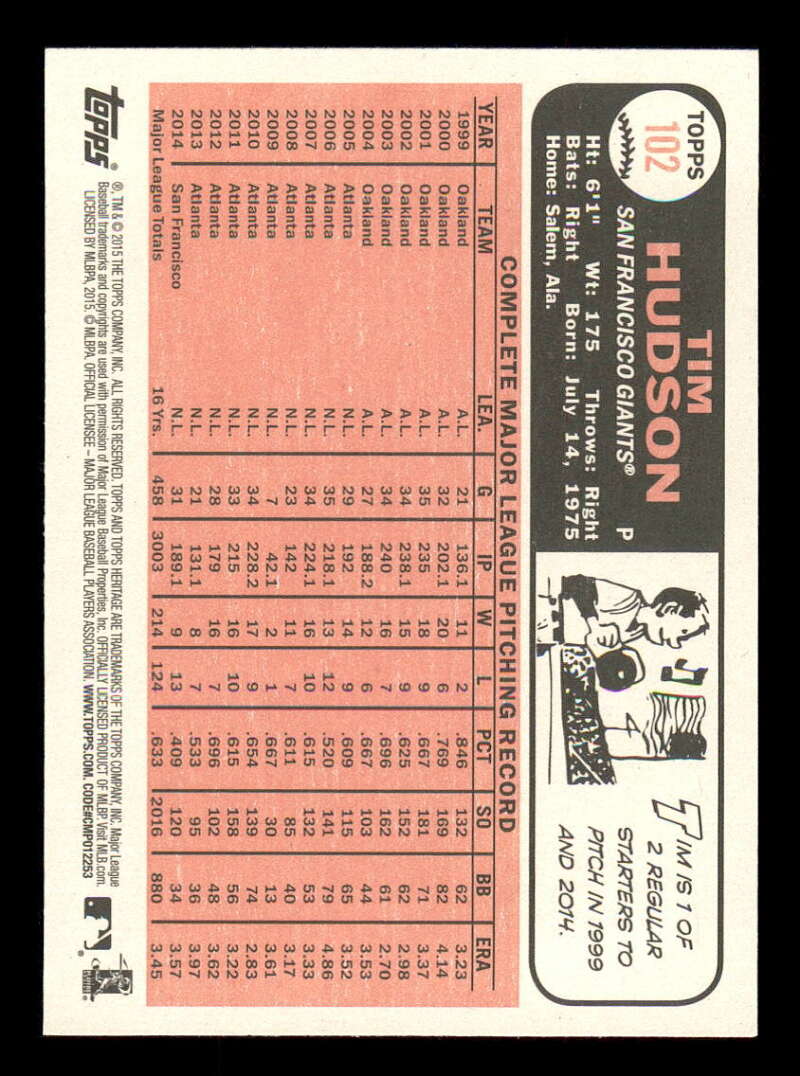 TOPPS
102
TIM
HUDSON
SAN FRANCISCO GIANTS® P
Ht: 6'1" Wt: 175 Throws: Right
Bats: Right Born: July 14, 1975
Home: Salem, Ala.
TIM IS 1 OF
2 REGULAR
STARTERS TO
PITCH IN 1999
AND 2014.
COMPLETE MAJOR LEAGUE PITCHING RECORD
YEAR TEAM LEA. G IP W L PCT SO BB ERA
1999 Oakland A.L. 21 136.1 11 2 .846 132 62 3.23
2000 Oakland A.L. 32 202.1 20 6 .769 169 82 4.14
2001 Oakland A.L. 35 235 18 9 .667 181 71 3.37
2002 Oakland A.L. 34 238.1 15 9 .625 152 62 2.98
2003 Oakland A.L. 34 240 16 7 .696 162 61 2.70
2004 Oakland A.L. 27 188.2 12 6 .667 103 44 3.53
2005 Atlanta N.L. 29 192 14 9 .609 115 65 3.52
2006 Atlanta N.L. 35 218.1 13 12 .520 141 79 4.86
2007 Atlanta N.L. 34 224.1 16 10 .615 132 53 3.33
2008 Atlanta N.L. 23 142 11 7 .611 85 40 3.17
2009 Atlanta N.L. 7 42.1 2 1 .667 30 13 3.61
2010 Atlanta N.L. 34 228.2 17 9 .654 139 74 2.83
2011 Atlanta N.L. 33 215 16 10 .615 158 56 3.22
2012 Atlanta N.L. 28 179 16 7 .696 102 48 3.62
2013 Atlanta N.L. 21 131.1 8 7 .533 95 36 3.97
2014 San Francisco N.L. 31 189.1 9 13 .409 120 34 3.57
Major League Totals 16 Yrs. 458 3003 214 124 .633 2016 880 3.45
Topps®
®, TM & © 2015 THE TOPPS COMPANY, INC. ALL RIGHTS RESERVED. TOPPS AND TOPPS HERITAGE ARE TRADEMARKS OF THE TOPPS COMPANY, INC. Major League
Baseball trademarks and copyrights are used with permission of Major League Baseball Properties, Inc. OFFICIALLY LICENSED PRODUCT OF MLBP. Visit MLB.com.
LICENSED BY MLBPA, 2015. © MLBPA. OFFICIAL LICENSEE – MAJOR LEAGUE BASEBALL PLAYERS ASSOCIATION. WWW.TOPPS.COM. CODE#CMP012253